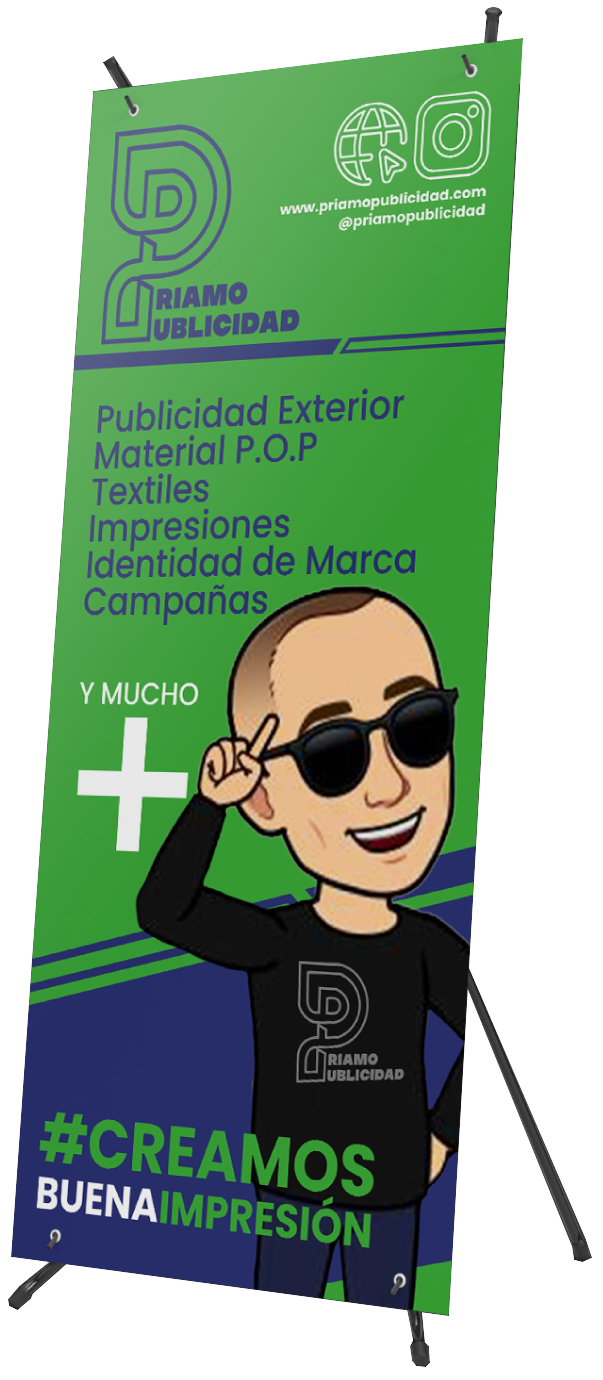 PRIAMO
PUBLICIDAD
www.priamopublicidad.com
@priamopublicidad
Publicidad Exterior
Material P.O.P
Textiles
Impresiones
Identidad de Marca
Campañas
Y MUCHO
+
PRIAMO
PUBLICIDAD
#CREAMOS
BUENAIMPRESIÓN